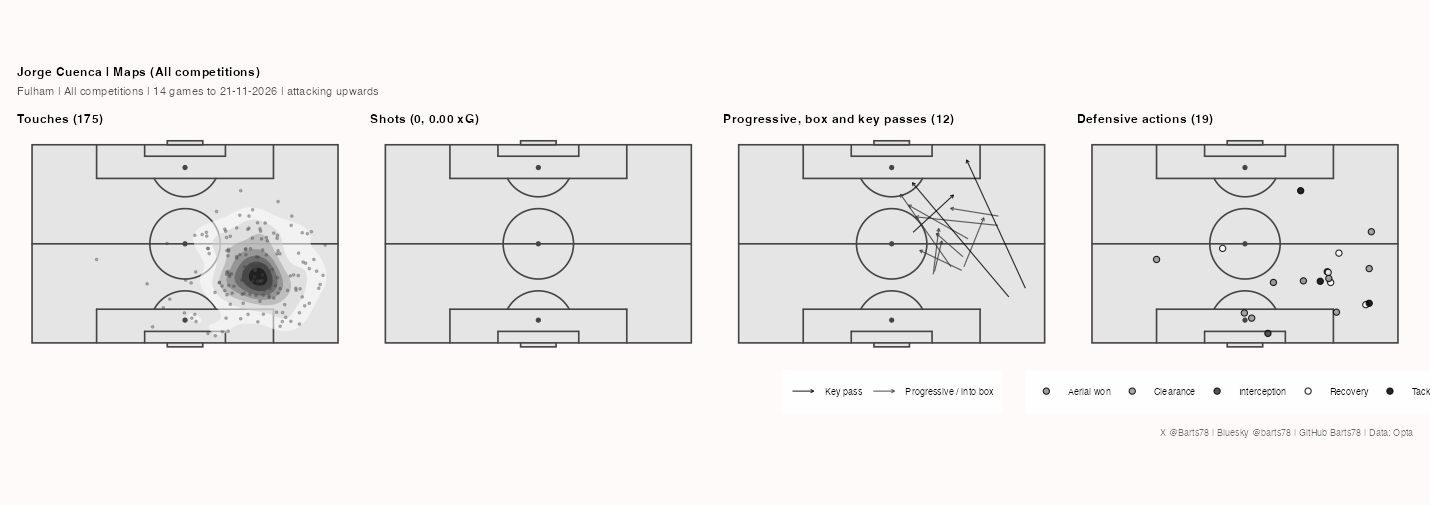 Jorge Cuenca | Maps (All competitions)
Fulham | All competitions | 14 games to 21-11-2026 | attacking upwards
Touches (175)
Shots (0, 0.00 xG)
Progressive, box and key passes (12)
Defensive actions (19)
Key pass
Progressive / Into box
Aerial won
Clearance
Interception
Recovery
Tack
X @Barts78 | Bluesky @barts78 | GitHub Barts78 | Data: Opta